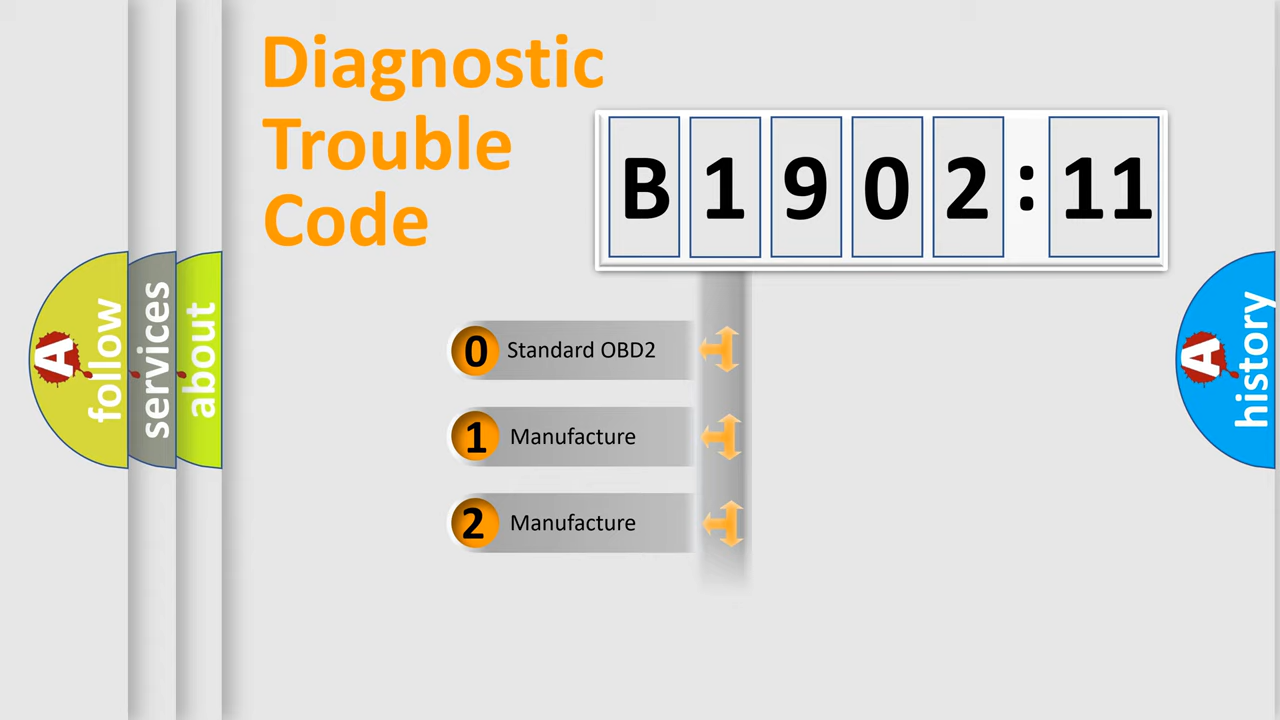 Diagnostic
Trouble
Code
B 1 9 0 2 : 11
0 Standard OBD2
1 Manufacture
2 Manufacture
A follow
services
about
A history